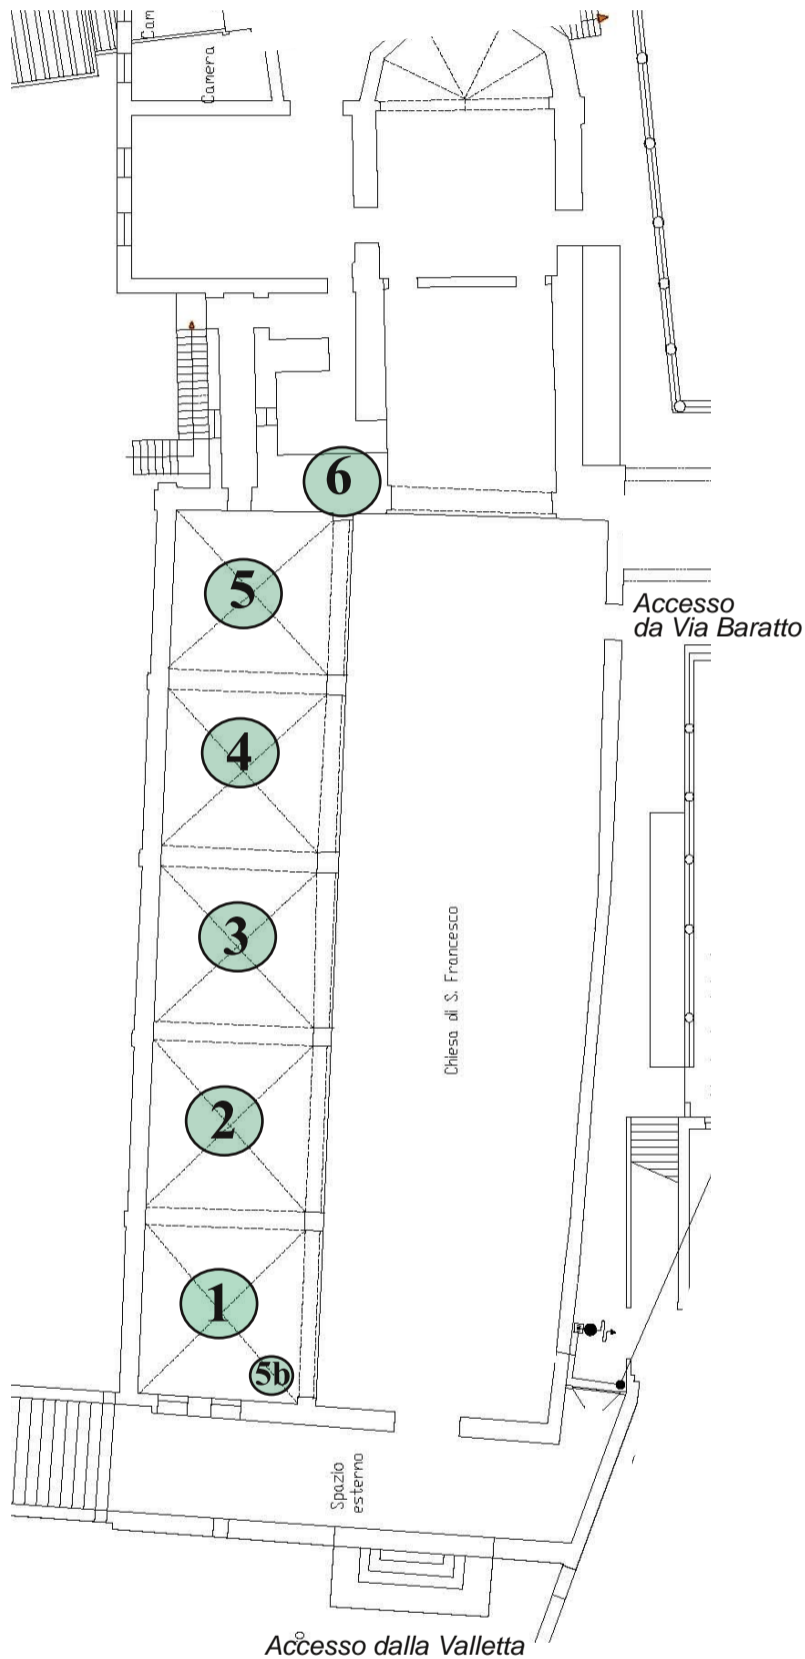 Cam
Camera
6
5
Accesso
da Via Baratto
4
3
Chiesa di S. Francesco
2
1
5b
Spazio
esterno
Accesso dalla Valletta